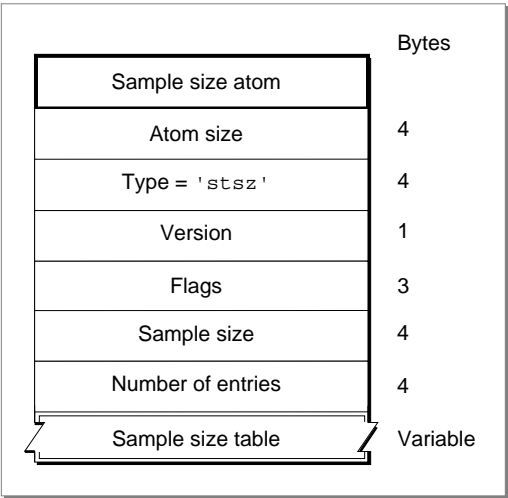 Bytes
Sample size atom
Atom size 4
Type = 'stsz' 4
Version 1
Flags 3
Sample size 4
Number of entries 4
Sample size table Variable